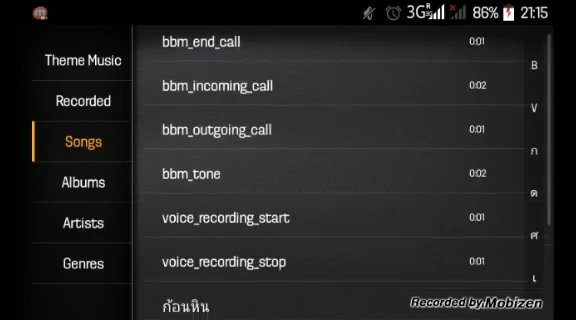 3G R 86% 21:15
Theme Music
Recorded
Songs
Albums
Artists
Genres
bbm_end_call 0:01
bbm_incoming_call 0:02
bbm_outgoing_call 0:01
bbm_tone 0:02
voice_recording_start 0:01
voice_recording_stop 0:01
ก้อนหิน
B
V
ก
ด
ศ
เ
Recorded by Mobizen